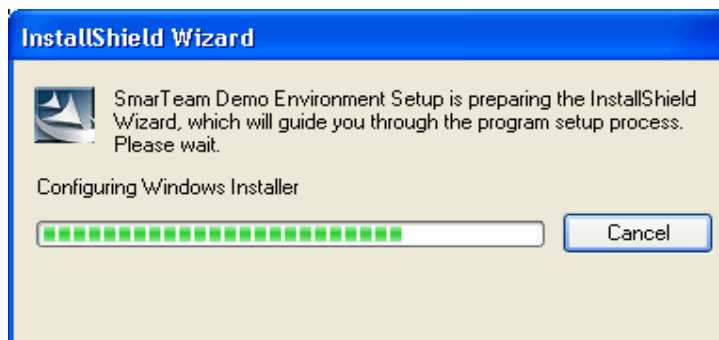 InstallShield Wizard
SmarTeam Demo Environment Setup is preparing the InstallShield
Wizard, which will guide you through the program setup process.
Please wait.
Configuring Windows Installer
Cancel